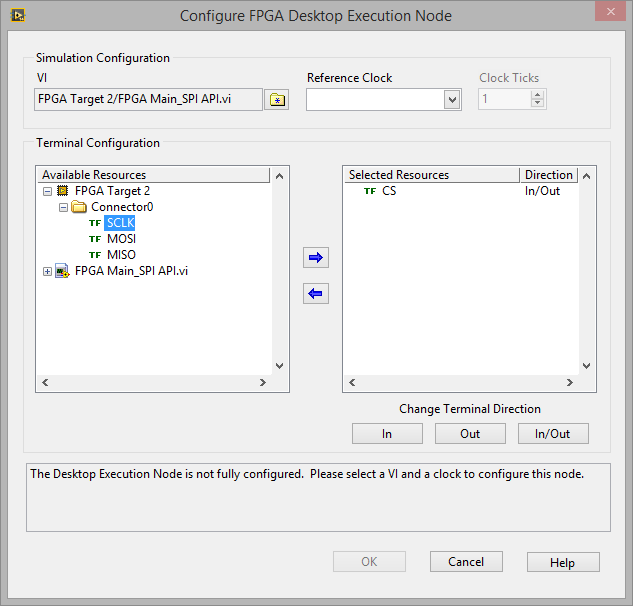 Configure FPGA Desktop Execution Node
Simulation Configuration
VI
Reference Clock
Clock Ticks
FPGA Target 2/FPGA Main_SPI API.vi
1
Terminal Configuration
Available Resources
Selected Resources
Direction
FPGA Target 2
TF CS
In/Out
Connector0
TF SCLK
TF MOSI
TF MISO
FPGA Main_SPI API.vi
Change Terminal Direction
In
Out
In/Out
The Desktop Execution Node is not fully configured.  Please select a VI and a clock to configure this node.
OK
Cancel
Help